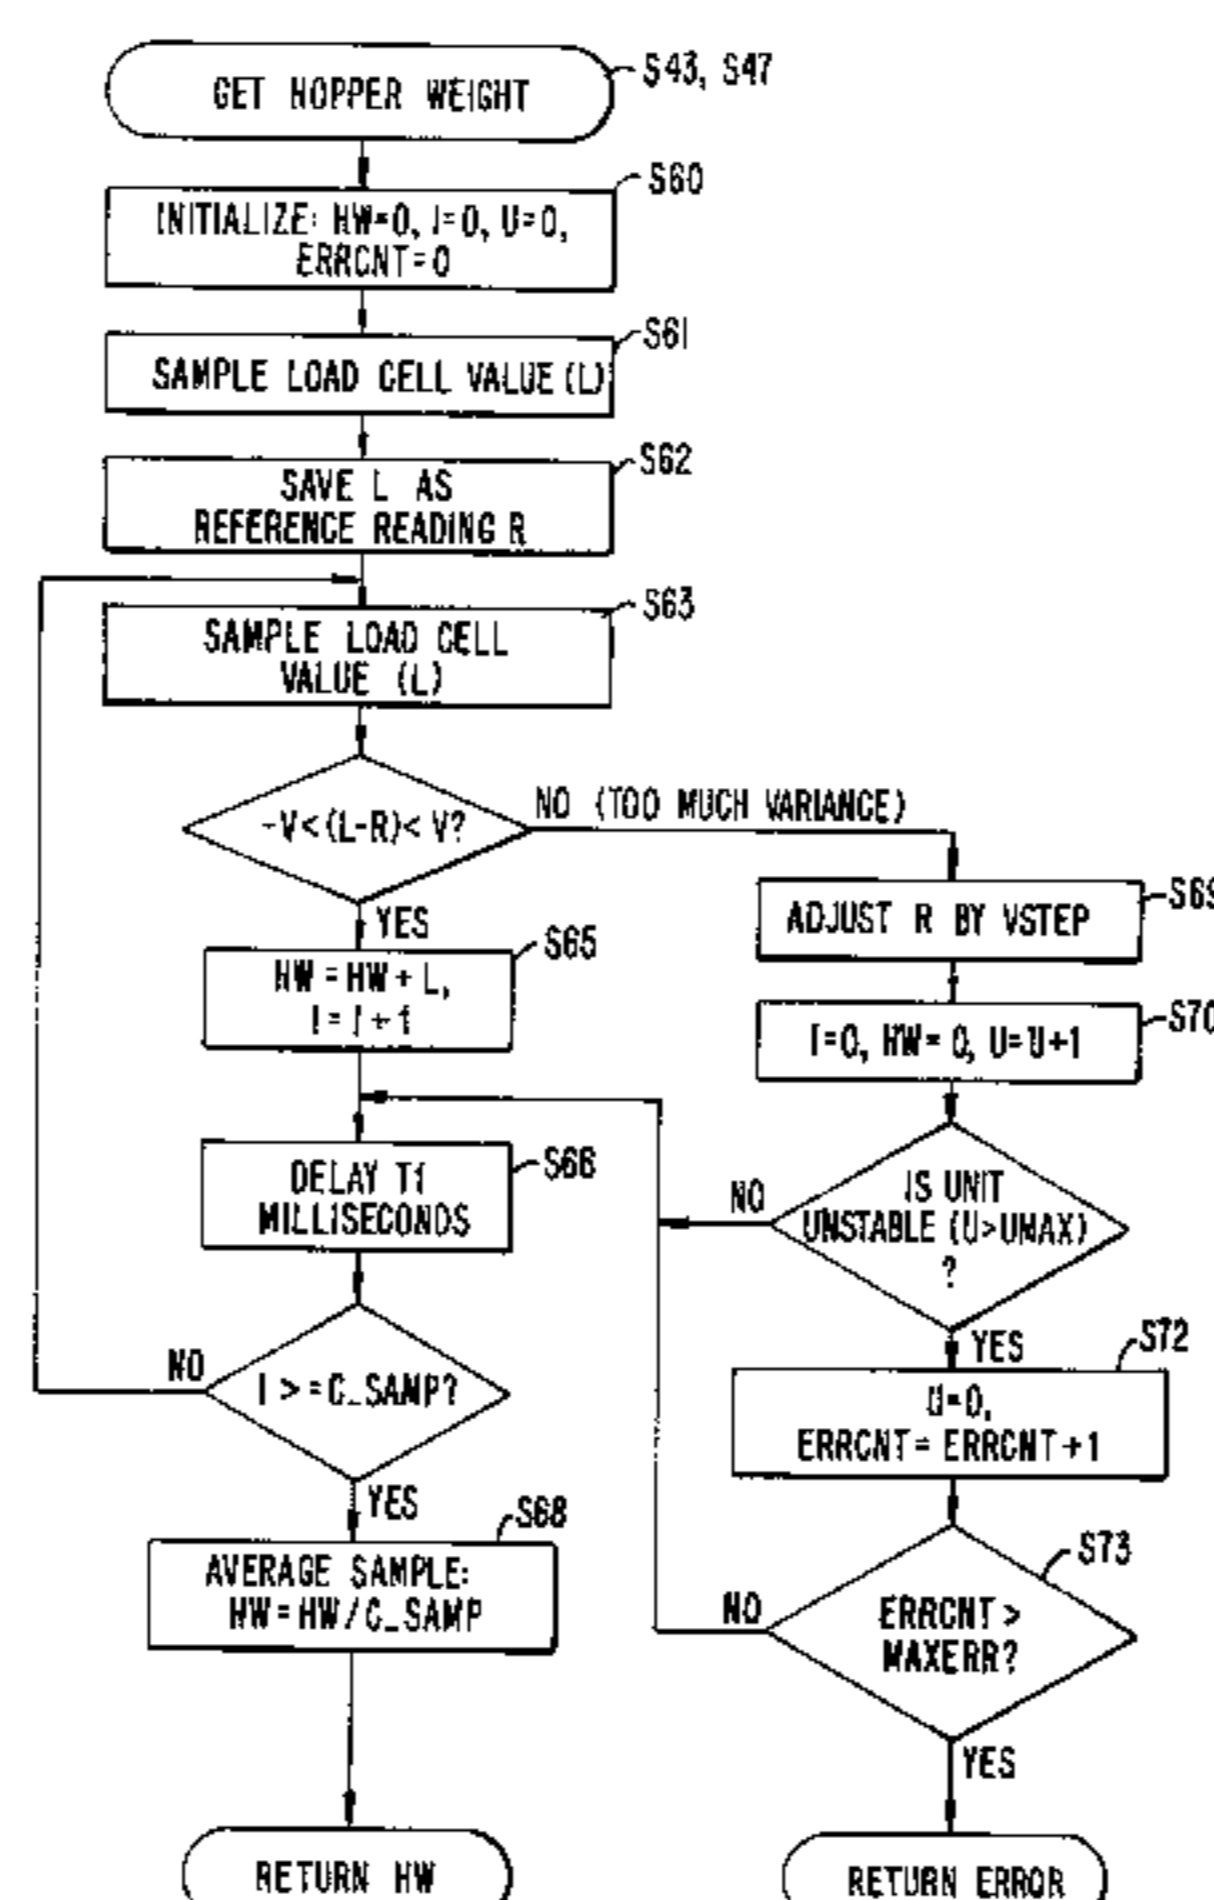 GET HOPPER WEIGHT
S43, S47
S60
INITIALIZE: HW=0, I=0, U=0,
ERRCNT=0
S61
SAMPLE LOAD CELL VALUE (L)
S62
SAVE L AS
REFERENCE READING R
S63
SAMPLE LOAD CELL
VALUE (L)
-V<(L-R)<V?
NO (TOO MUCH VARIANCE)
YES
S69
ADJUST R BY VSTEP
S65
HW=HW+L,
I=I+1
S70
I=0, HW=0, U=U+1
S66
DELAY T1
MILLISECONDS
NO
IS UNIT
UNSTABLE (U>UMAX)
?
YES
S72
U=0,
ERRCNT=ERRCNT+1
NO
I>=C_SAMP?
YES
S68
AVERAGE SAMPLE:
HW=HW/C_SAMP
S73
NO
ERRCNT>
MAXERR?
YES
RETURN HW
RETURN ERROR